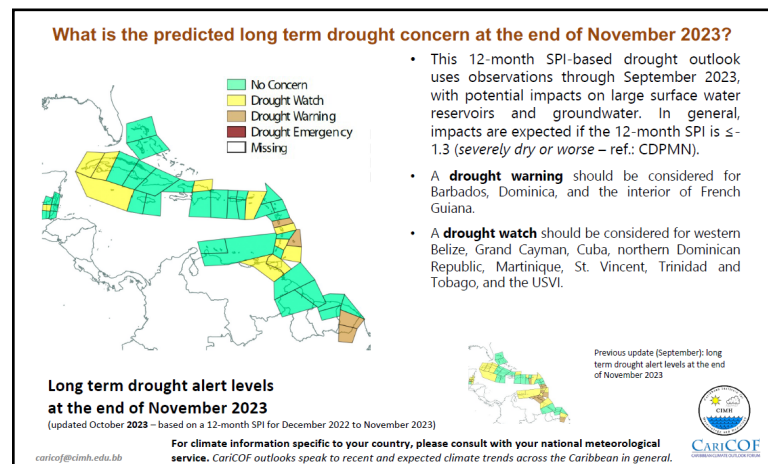 What is the predicted long term drought concern at the end of November 2023?
No Concern
Drought Watch
Drought Warning
Drought Emergency
Missing
• This 12-month SPI-based drought outlook
uses observations through September 2023,
with potential impacts on large surface water
reservoirs and groundwater. In general,
impacts are expected if the 12-month SPI is ≤-
1.3 (severely dry or worse – ref.: CDPMN).
• A drought warning should be considered for
Barbados, Dominica, and the interior of French
Guiana.
• A drought watch should be considered for western
Belize, Grand Cayman, Cuba, northern Dominican
Republic, Martinique, St. Vincent, Trinidad and
Tobago, and the USVI.
Previous update (September): long
term drought alert levels at the end
of November 2023
Long term drought alert levels
at the end of November 2023
(updated October 2023 – based on a 12-month SPI for December 2022 to November 2023)
CIMH
CARICOF
CARIBBEAN CLIMATE OUTLOOK FORUM
For climate information specific to your country, please consult with your national meteorological
caricof@cimh.edu.bb service. CariCOF outlooks speak to recent and expected climate trends across the Caribbean in general.